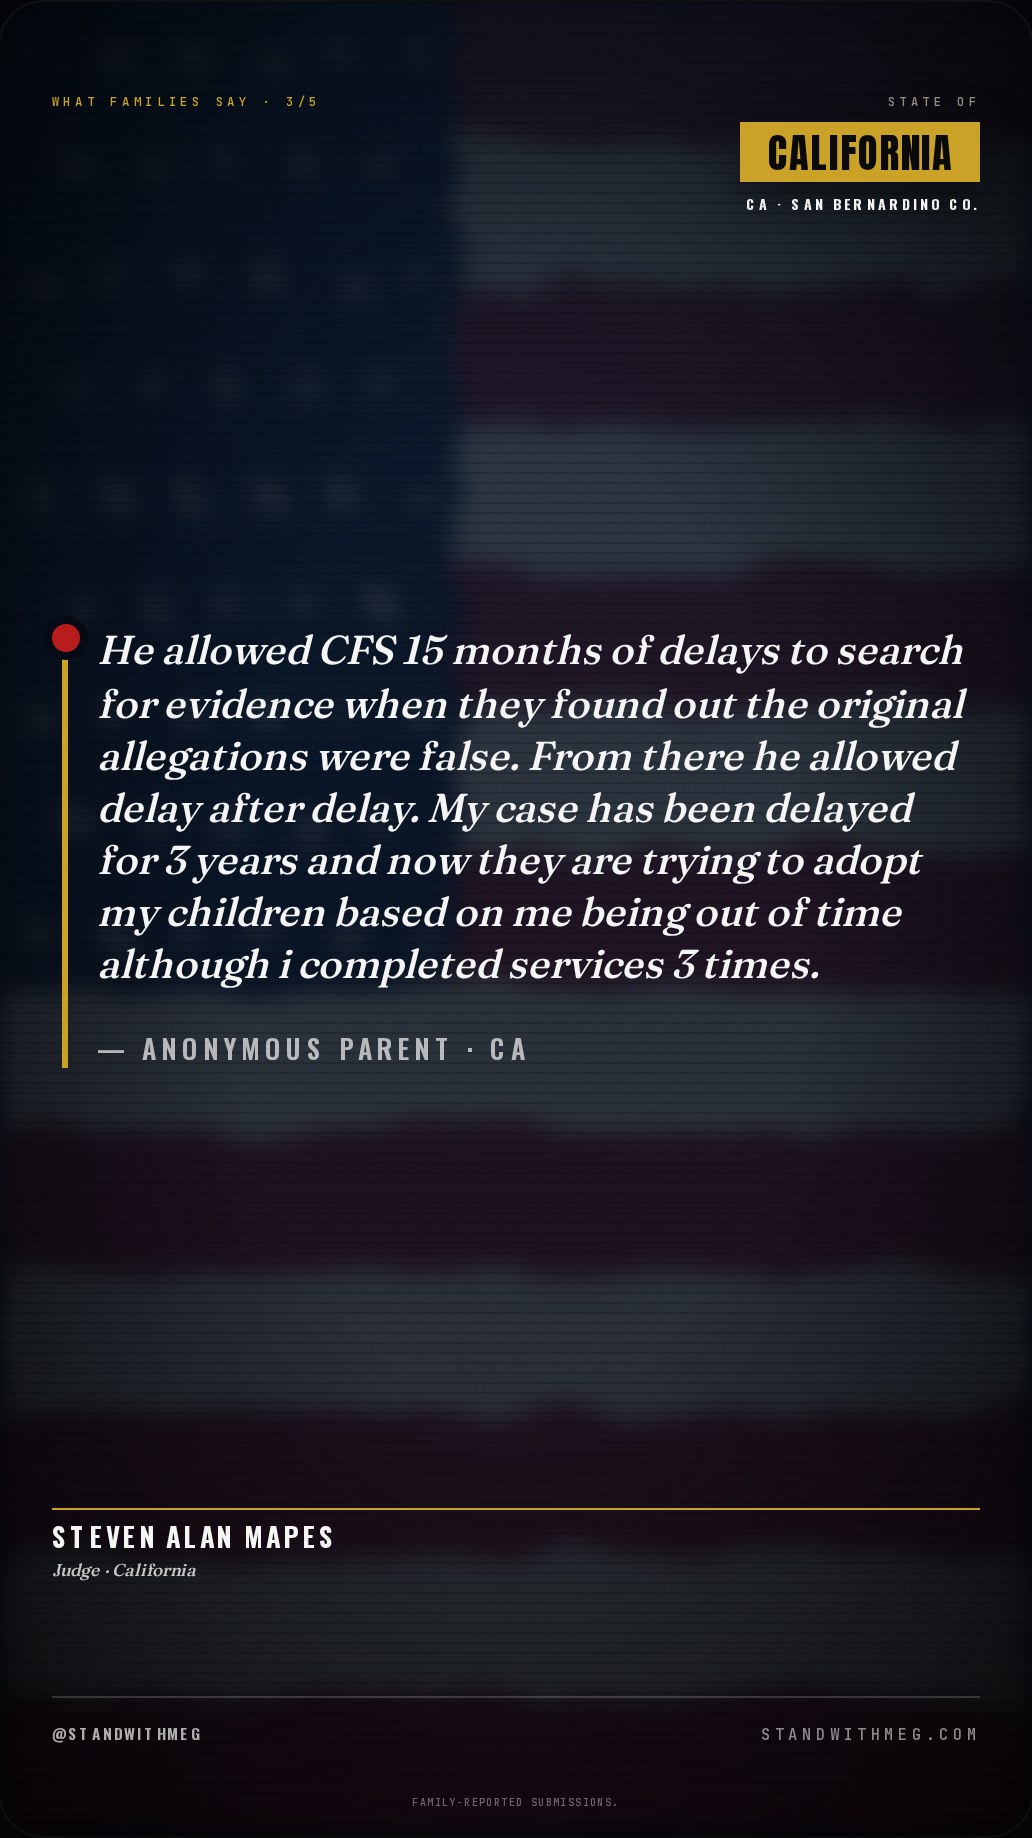 WHAT FAMILIES SAY · 3/5
STATE OF
CALIFORNIA
CA · SAN BERNARDINO CO.
He allowed CFS 15 months of delays to search
for evidence when they found out the original
allegations were false. From there he allowed
delay after delay. My case has been delayed
for 3 years and now they are trying to adopt
my children based on me being out of time
although i completed services 3 times.
— ANONYMOUS PARENT · CA
STEVEN ALAN MAPES
Judge · California
@STANDWITHMEG
STANDWITHMEG.COM
FAMILY-REPORTED SUBMISSIONS.